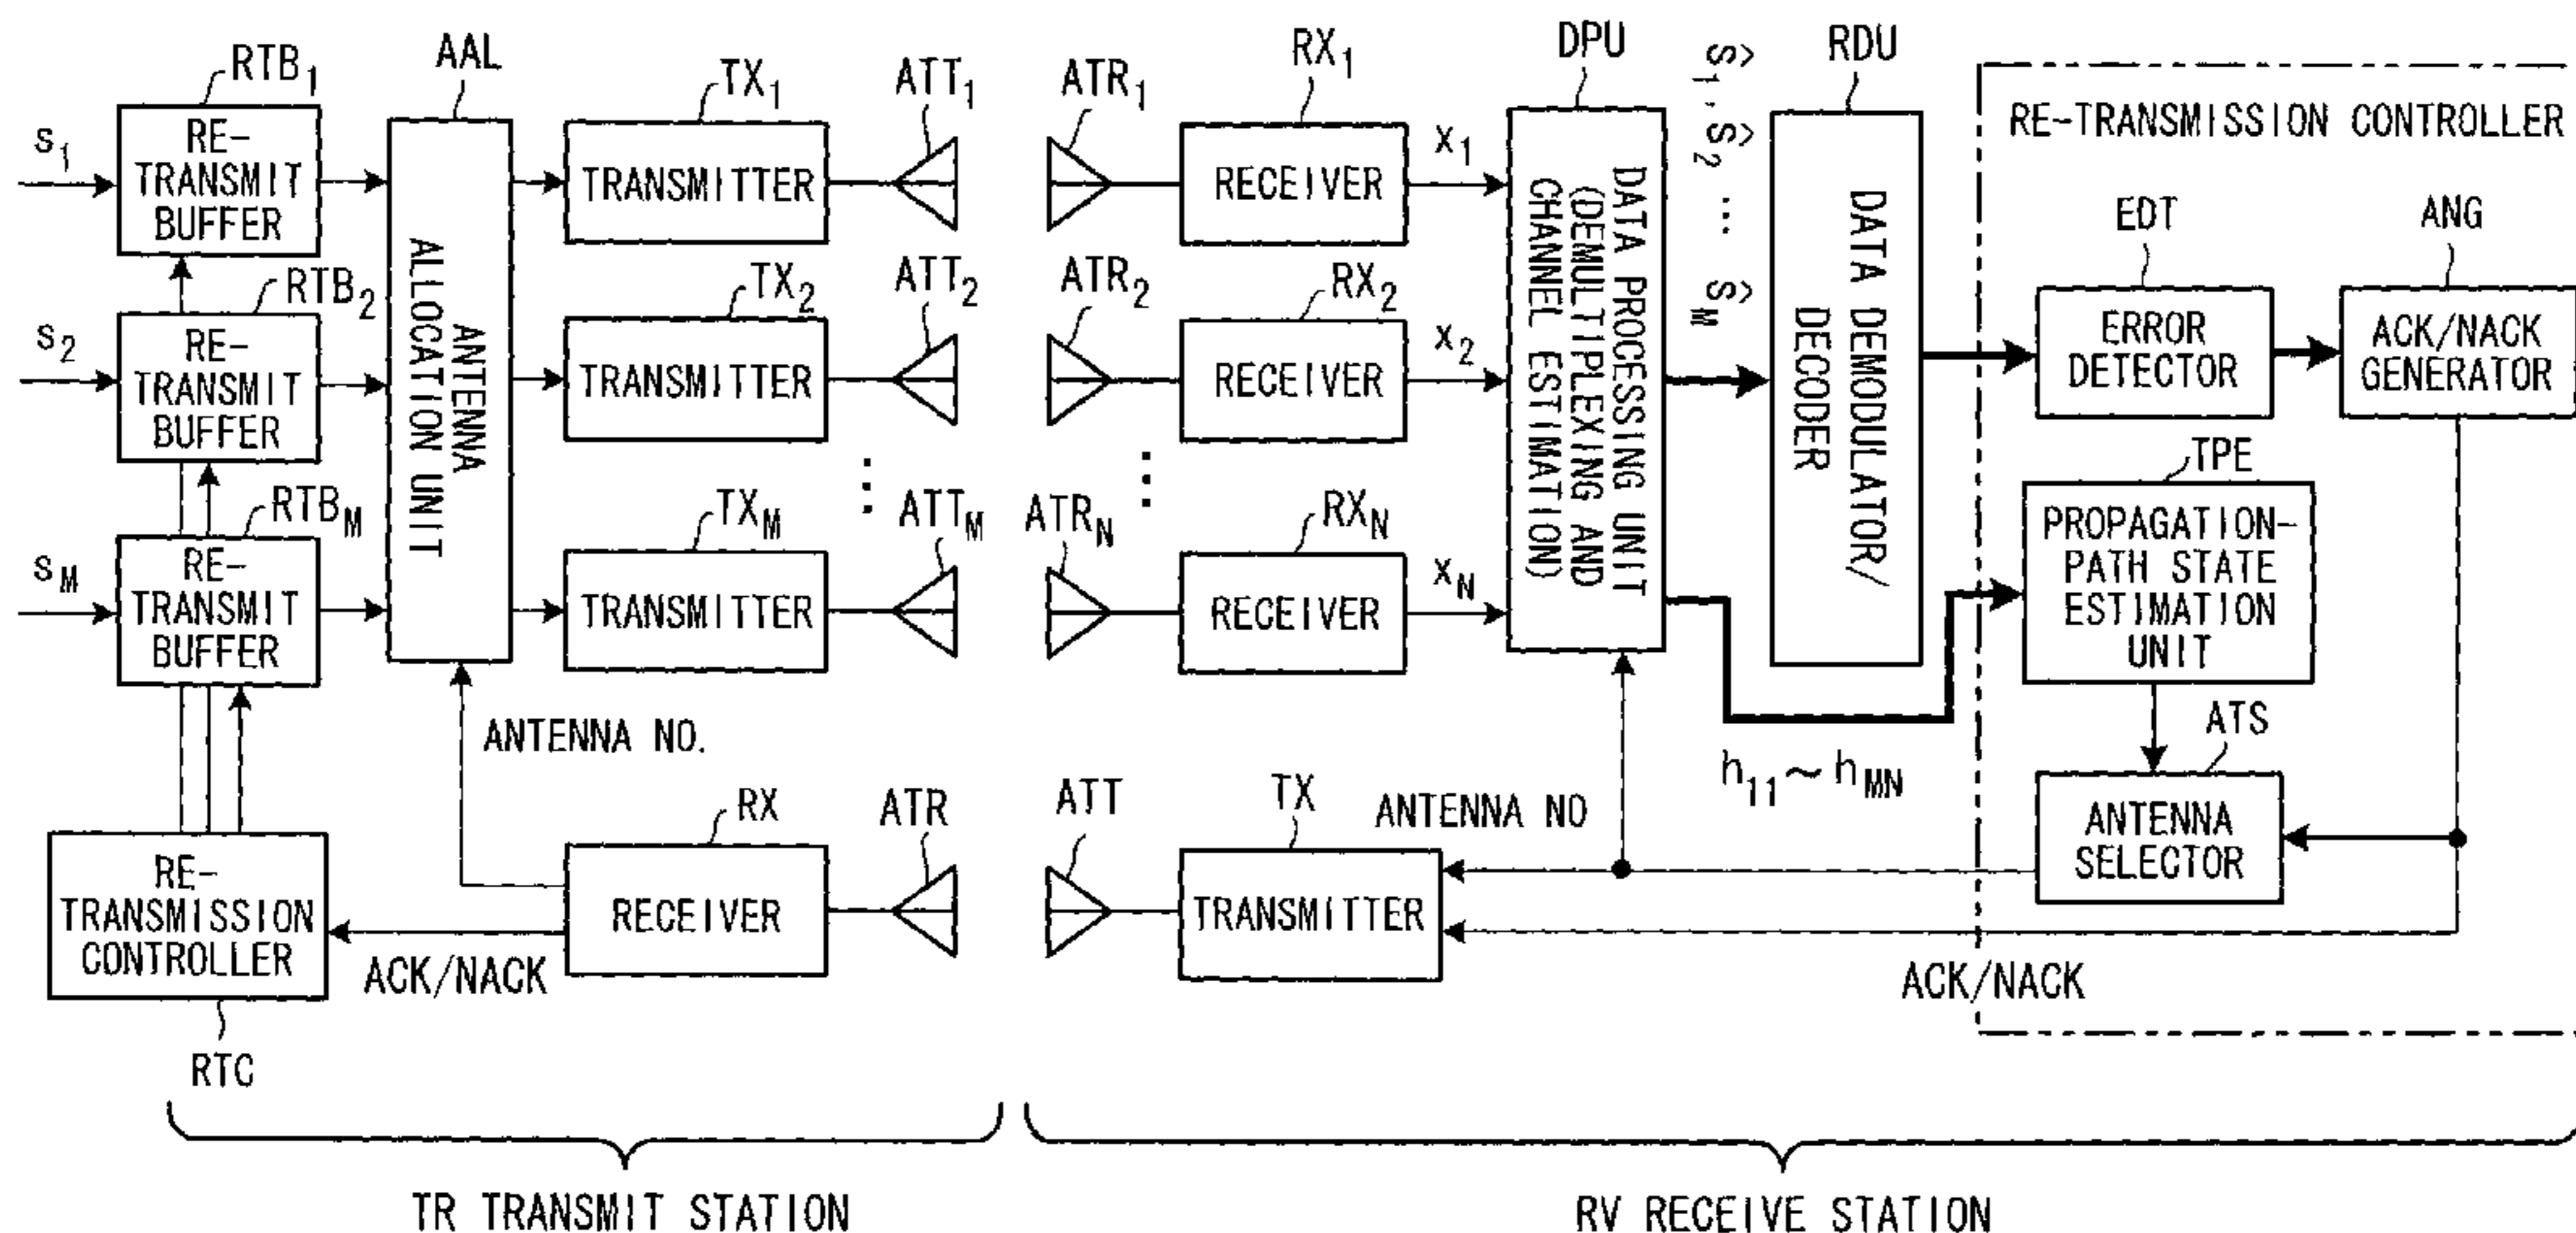 RTB1
AAL
TX1
ATT1
ATR1
RX1
DPU
ŝ1, ŝ2 ... ŝM
RDU
RE-TRANSMISSION CONTROLLER
s1
RE-
TRANSMIT
BUFFER
TRANSMITTER
RECEIVER
x1
RTB2
TX2
ATT2
ATR2
RX2
EDT
ANG
s2
RE-
TRANSMIT
BUFFER
ANTENNA
ALLOCATION UNIT
TRANSMITTER
RECEIVER
x2
DATA PROCESSING UNIT
(DEMULTIPLEXING AND
CHANNEL ESTIMATION)
DATA DEMODULATOR/
DECODER
ERROR
DETECTOR
ACK/NACK
GENERATOR
RTBM
TXM
ATTM
ATRN
RXN
TPE
sM
RE-
TRANSMIT
BUFFER
TRANSMITTER
RECEIVER
xN
PROPAGATION-
PATH STATE
ESTIMATION
UNIT
ANTENNA NO.
h11~hMN
ATS
RX
ATR
ATT
TX
ANTENNA NO
ANTENNA
SELECTOR
RE-
TRANSMISSION
CONTROLLER
RECEIVER
TRANSMITTER
ACK/NACK
ACK/NACK
RTC
TR TRANSMIT STATION
RV RECEIVE STATION